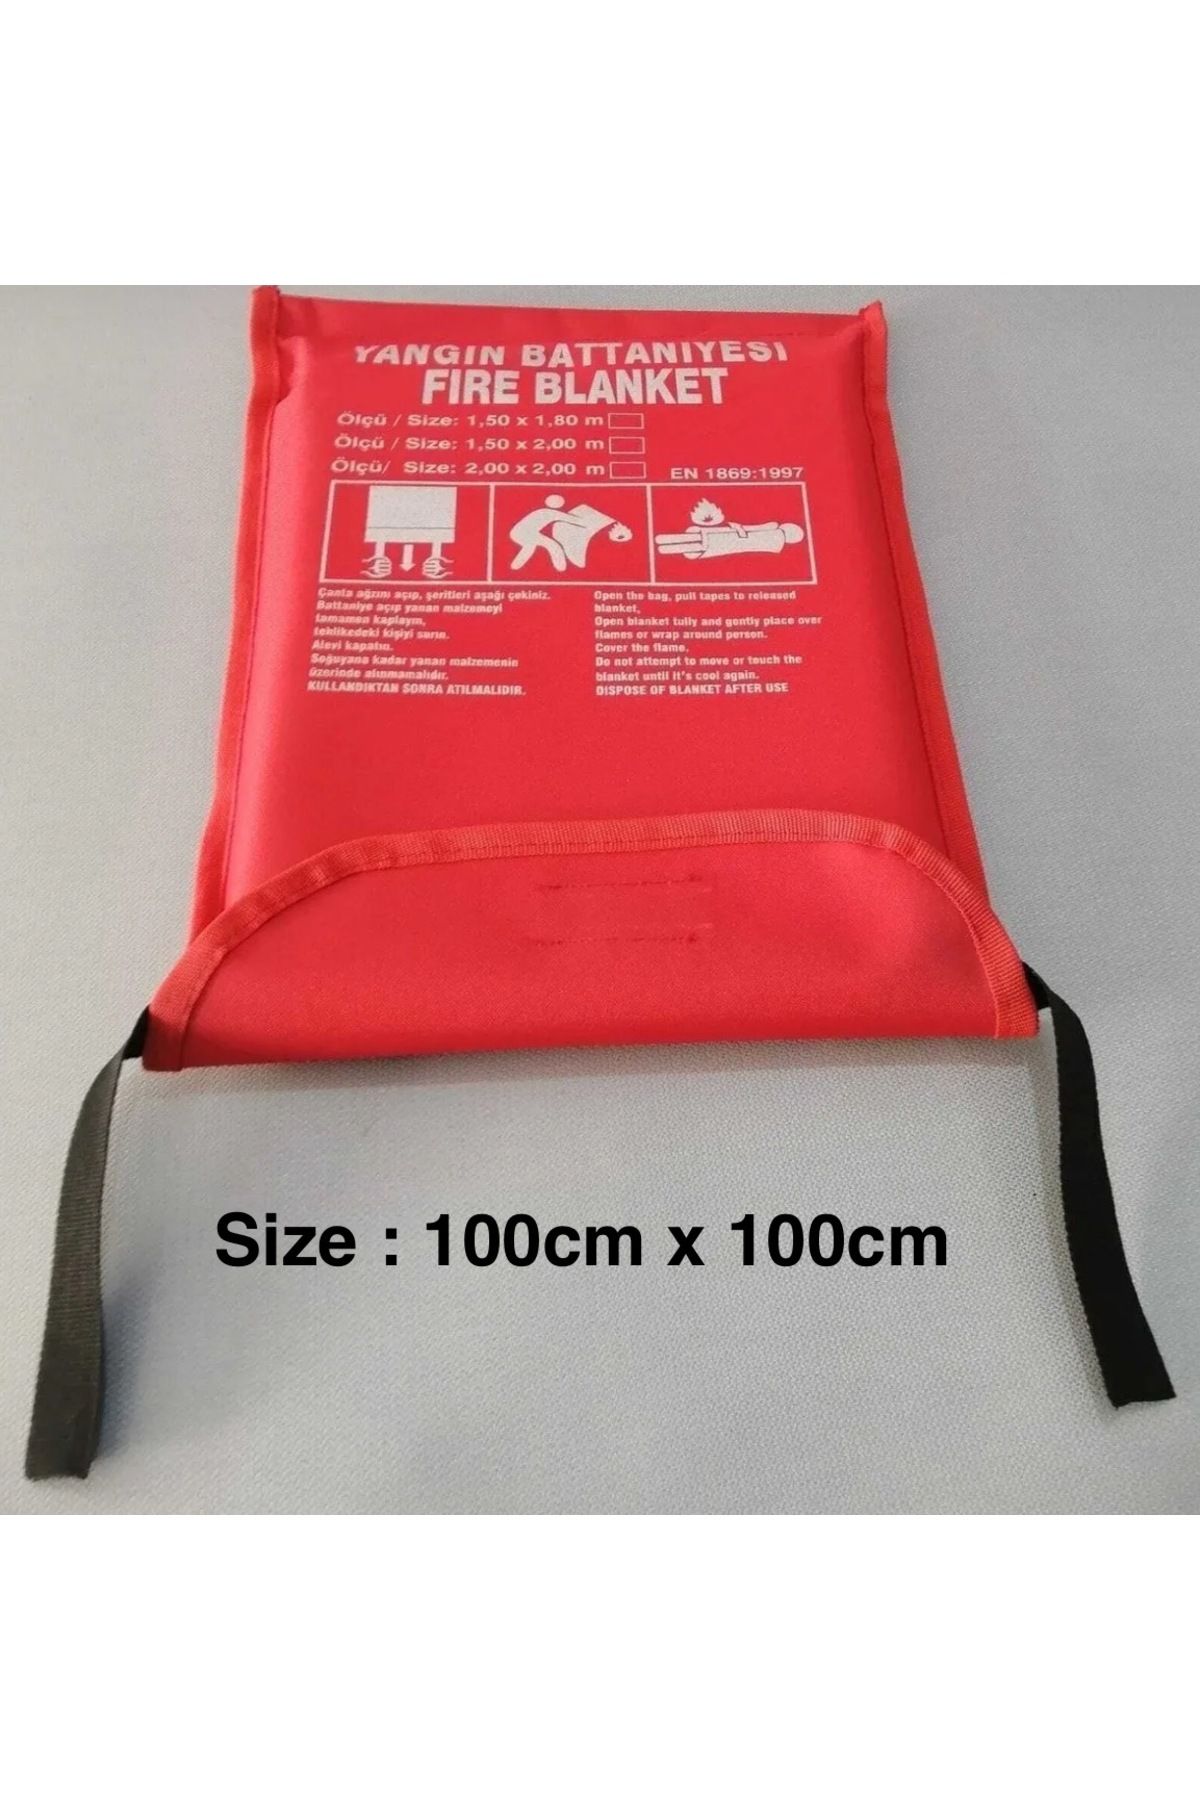 YANGIN BATTANİYESİ
FIRE BLANKET
Ölçü / Size: 1,50 x 1,80 m
Ölçü / Size: 1,50 x 2,00 m
Ölçü/ Size: 2,00 x 2,00 m
EN 1869:1997
Çanta ağzını açıp, şeritleri aşağı çekiniz.
Battaniye açıp yanan malzemeyi
tamamen kaplayın,
tehlikedeki kişiyi sarın.
Alevi kapatın.
Soğuyana kadar yanan malzemenin
üzerinde alınmamalıdır.
KULLANDIKTAN SONRA ATILMALIDIR.
Open the bag, pull tapes to released
blanket,
Open blanket tully and gently place over
flames or wrap around person.
Cover the flame.
Do not attempt to move or touch the
blanket until it's cool again.
DISPOSE OF BLANKET AFTER USE
Size : 100cm x 100cm